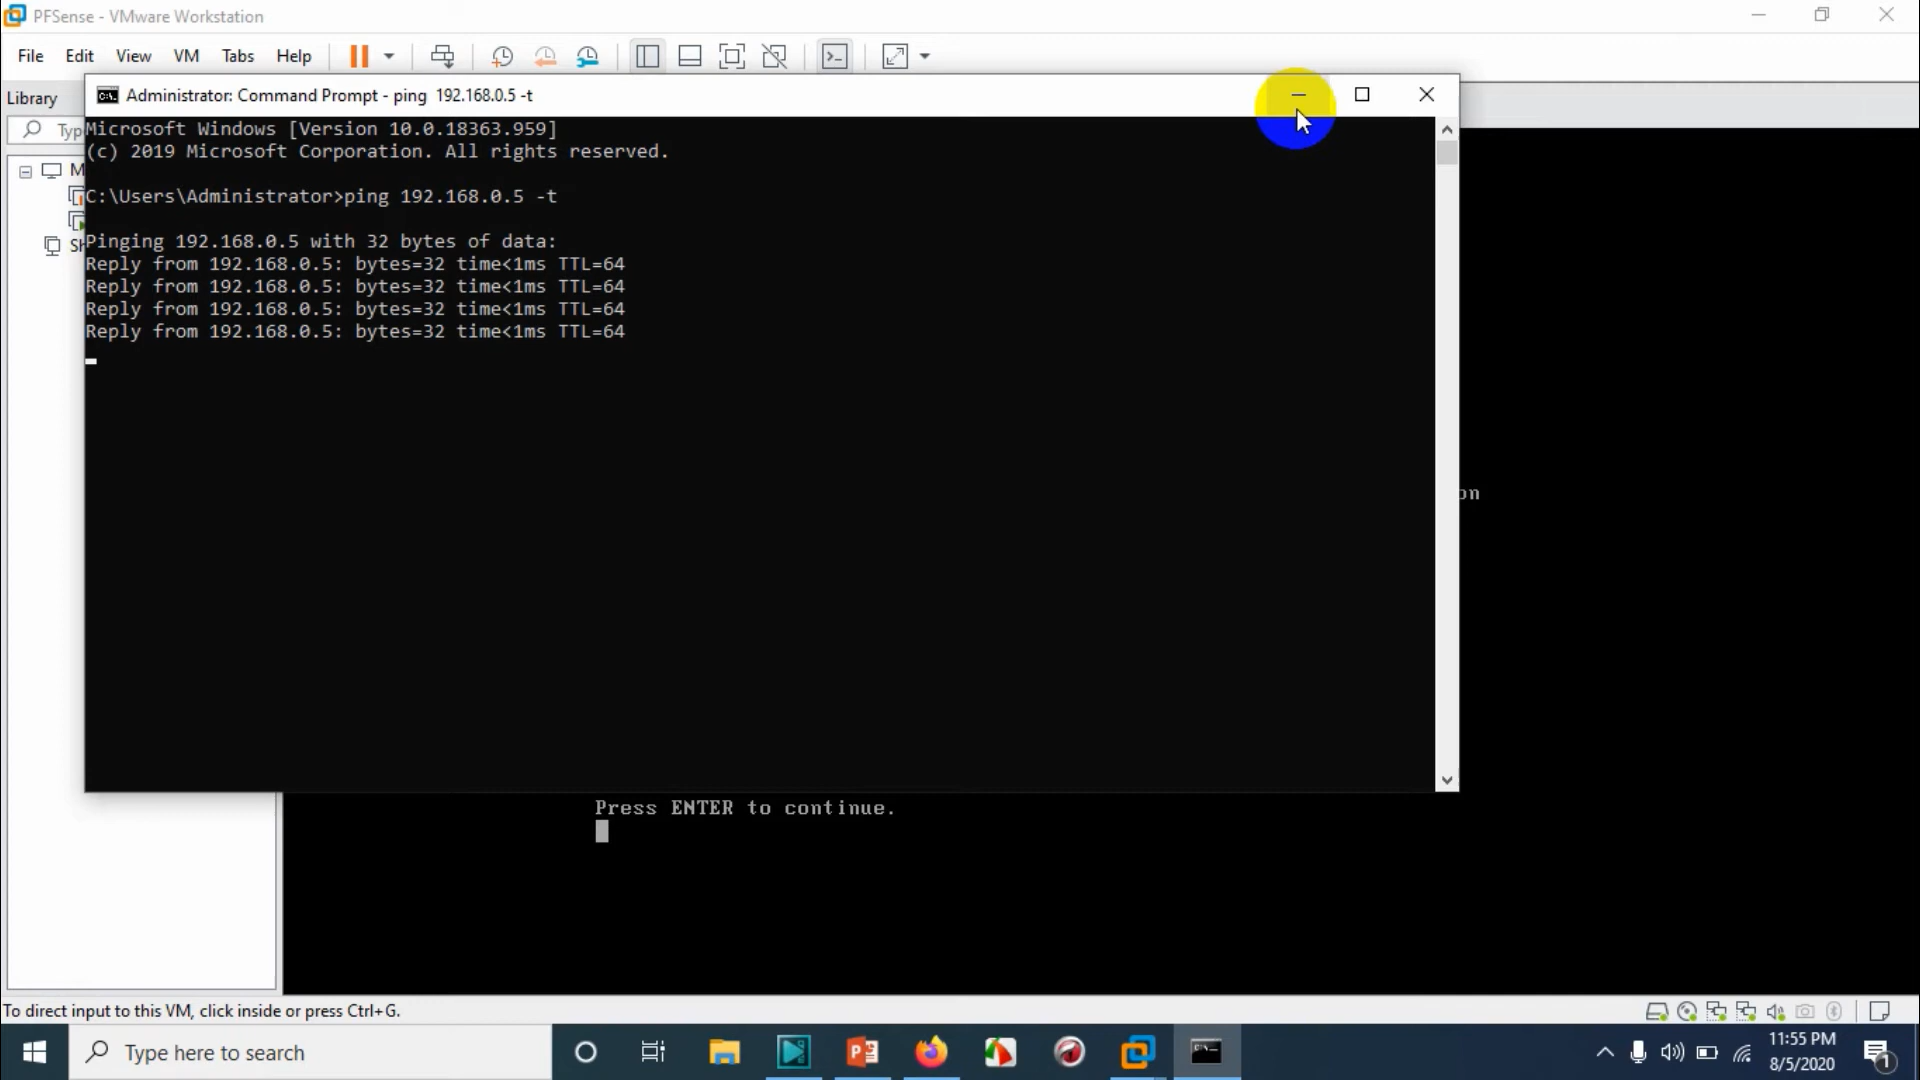 PFSense - VMware Workstation
File Edit View VM Tabs Help
Library
Administrator: Command Prompt - ping 192.168.0.5 -t
Microsoft Windows [Version 10.0.18363.959]
(c) 2019 Microsoft Corporation. All rights reserved.
C:\Users\Administrator>ping 192.168.0.5 -t
Pinging 192.168.0.5 with 32 bytes of data:
Reply from 192.168.0.5: bytes=32 time<1ms TTL=64
Reply from 192.168.0.5: bytes=32 time<1ms TTL=64
Reply from 192.168.0.5: bytes=32 time<1ms TTL=64
Reply from 192.168.0.5: bytes=32 time<1ms TTL=64
on
Press ENTER to continue.
To direct input to this VM, click inside or press Ctrl+G.
Type here to search
11:55 PM
8/5/2020
1